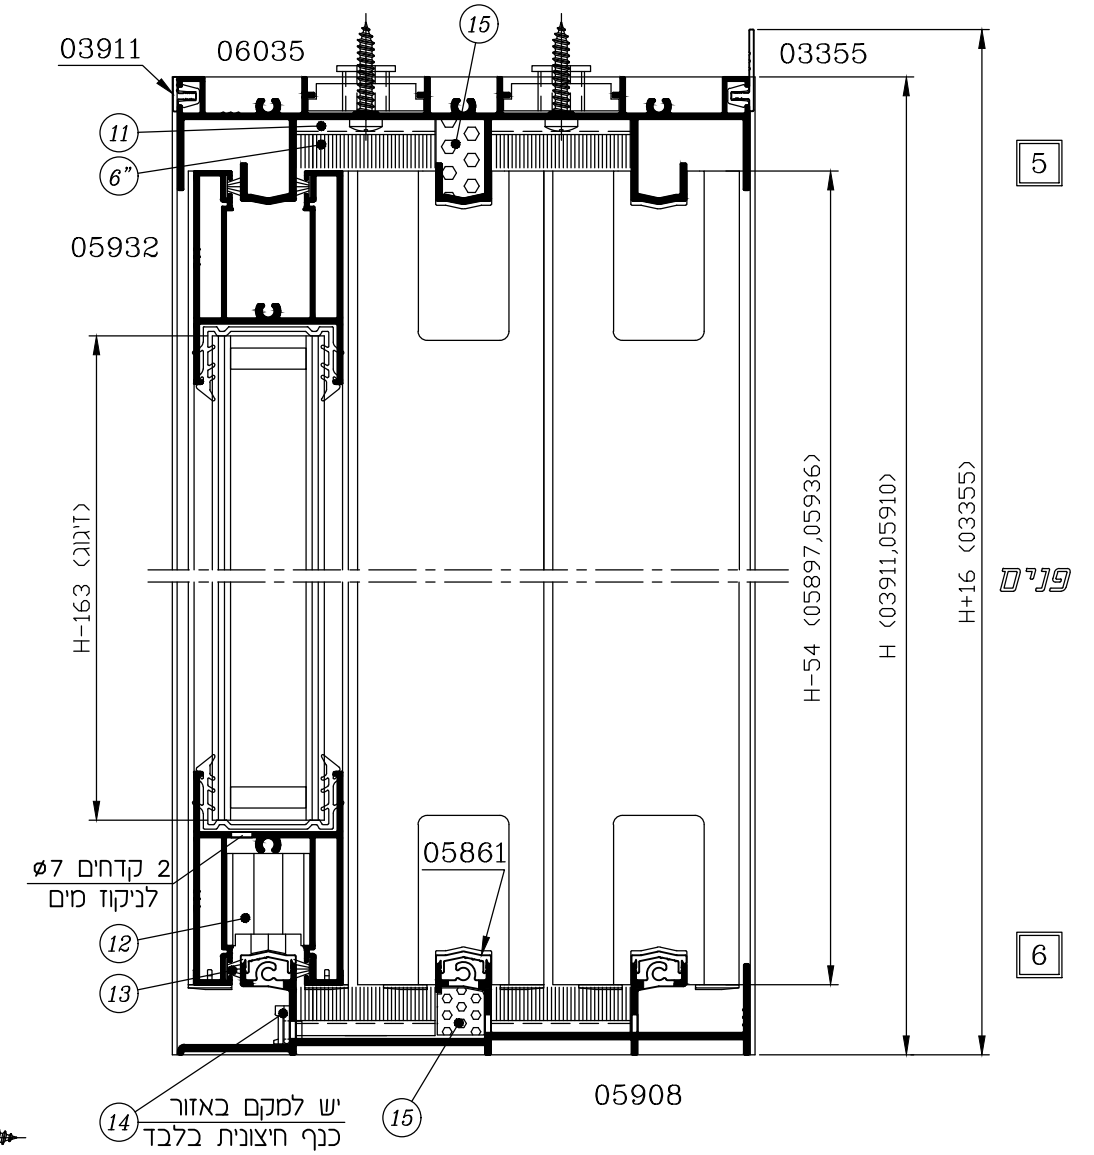 03911
06035
15
03355
11
6”
5
05932
H-163 (זיגוג)
H-54 (05897,05936)
H (03911,05910)
H+16 (03355)
פנים
2 קדחים ø7
לניקוז מים
05861
12
13
6
14
יש למקם באזור
כנף חיצונית בלבד
15
05908